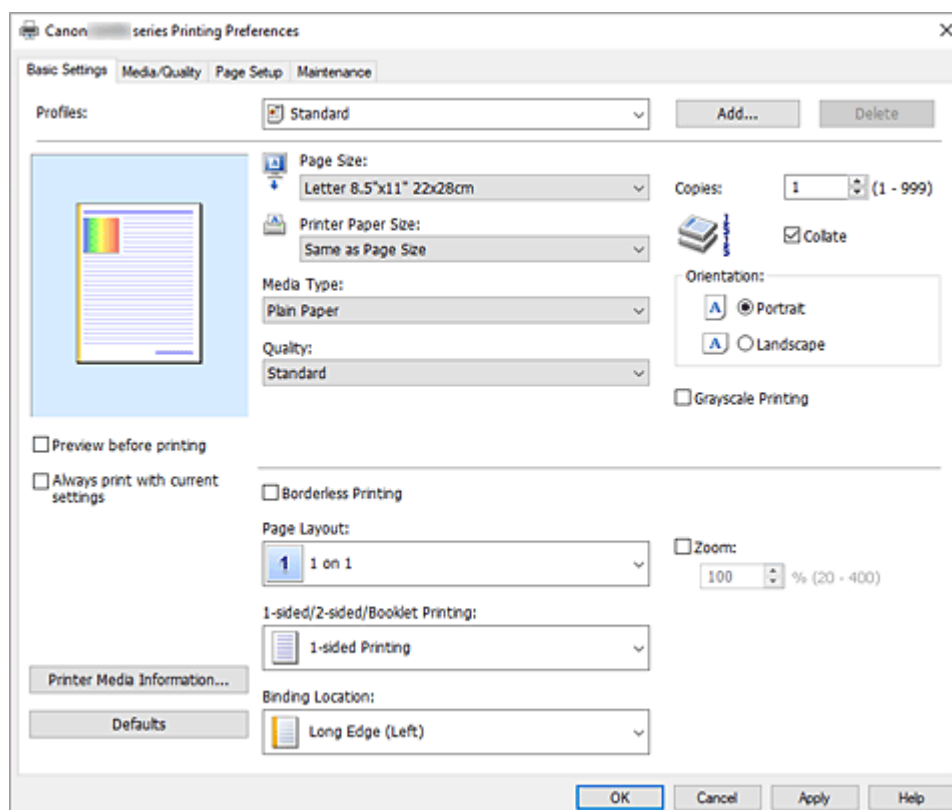 Canon series Printing Preferences
Basic Settings Media/Quality Page Setup Maintenance
Profiles: Standard Add... Delete
Page Size:
Letter 8.5"x11" 22x28cm
Copies: 1 (1 - 999)
Printer Paper Size:
Same as Page Size
Collate
Media Type:
Plain Paper
Orientation:
A Portrait
A Landscape
Quality:
Standard
Grayscale Printing
Preview before printing
Always print with current
settings
Borderless Printing
Page Layout:
1 1 on 1
Zoom:
100 % (20 - 400)
1-sided/2-sided/Booklet Printing:
1-sided Printing
Printer Media Information...
Binding Location:
Defaults
Long Edge (Left)
OK Cancel Apply Help